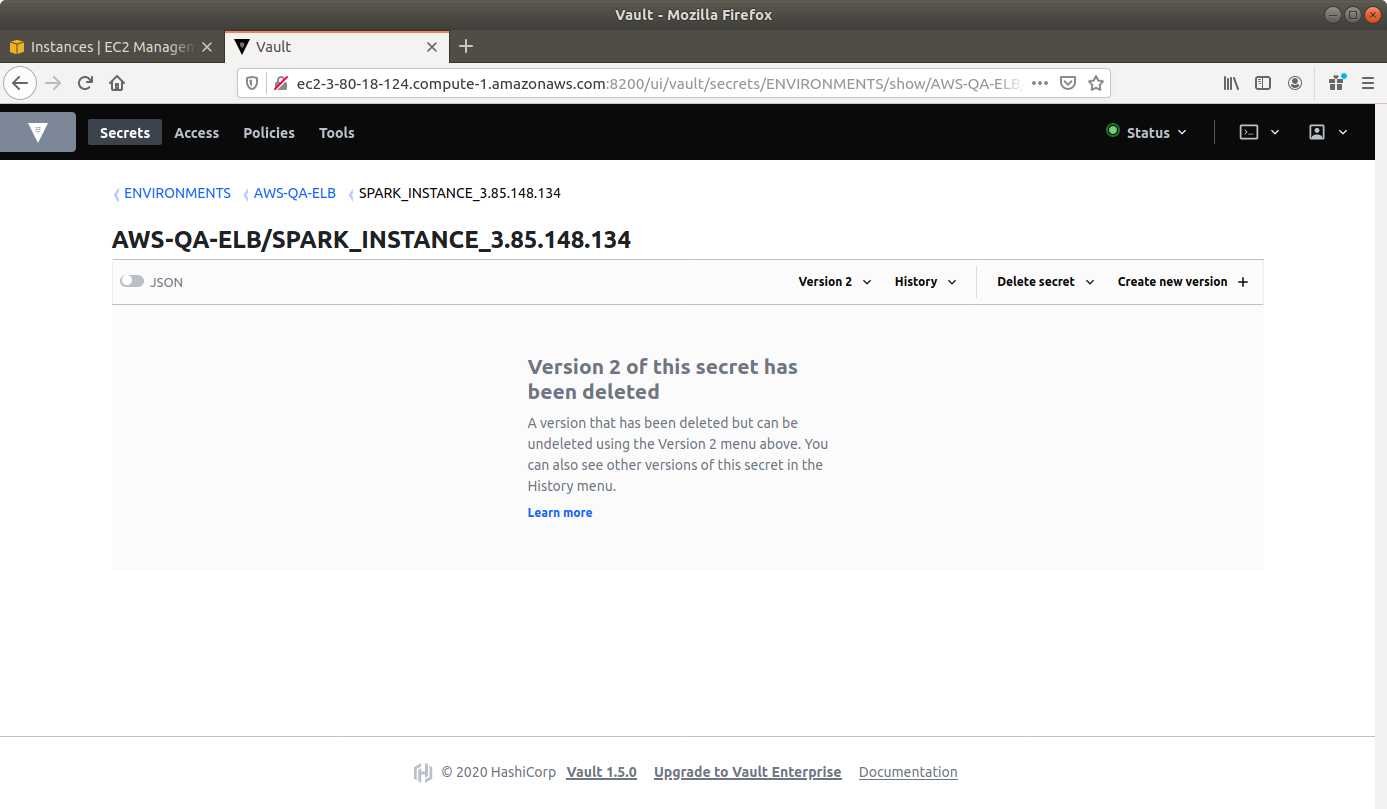 Vault - Mozilla Firefox
Instances | EC2 Managem
Vault
ec2-3-80-18-124.compute-1.amazonaws.com:8200/ui/vault/secrets/ENVIRONMENTS/show/AWS-QA-ELB
Secrets Access Policies Tools Status
ENVIRONMENTS AWS-QA-ELB SPARK_INSTANCE_3.85.148.134
AWS-QA-ELB/SPARK_INSTANCE_3.85.148.134
JSON Version 2 History Delete secret Create new version
Version 2 of this secret has
been deleted
A version that has been deleted but can be
undeleted using the Version 2 menu above. You
can also see other versions of this secret in the
History menu.
Learn more
© 2020 HashiCorp Vault 1.5.0 Upgrade to Vault Enterprise Documentation